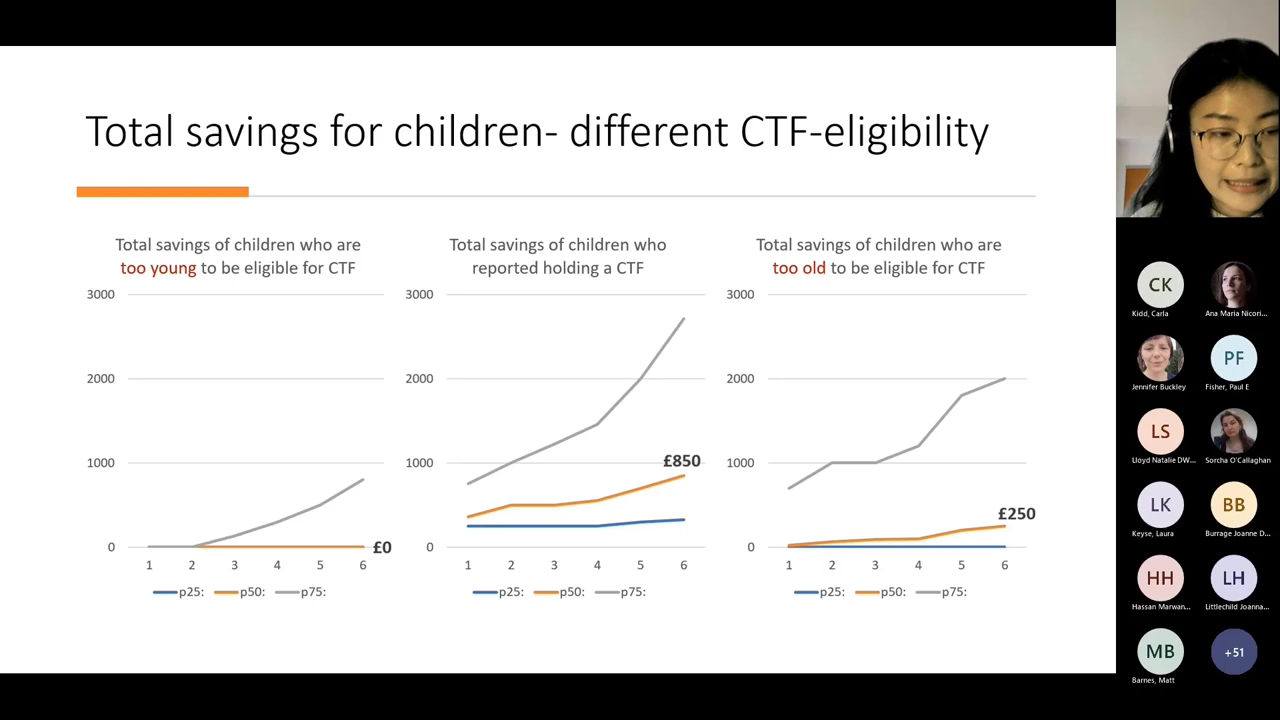 Total savings for children- different CTF-eligibility
Total savings of children who are
too young to be eligible for CTF
3000
2000
1000
0
£0
1 2 3 4 5 6
p25: p50: p75:
Total savings of children who
reported holding a CTF
3000
2000
1000
0
£850
1 2 3 4 5 6
p25: p50: p75:
Total savings of children who are
too old to be eligible for CTF
3000
2000
1000
0
£250
1 2 3 4 5 6
p25: p50: p75:
CK
Kidd, Carla
Ana Maria Nicori...
Jennifer Buckley
PF
Fisher, Paul E
LS
Lloyd Natalie DW...
Sorcha O'Callaghan
LK
Keyse, Laura
BB
Burrage Joanne D...
HH
Hassan Marwan...
LH
Littlechild Joanna...
MB
Barnes, Matt
+51